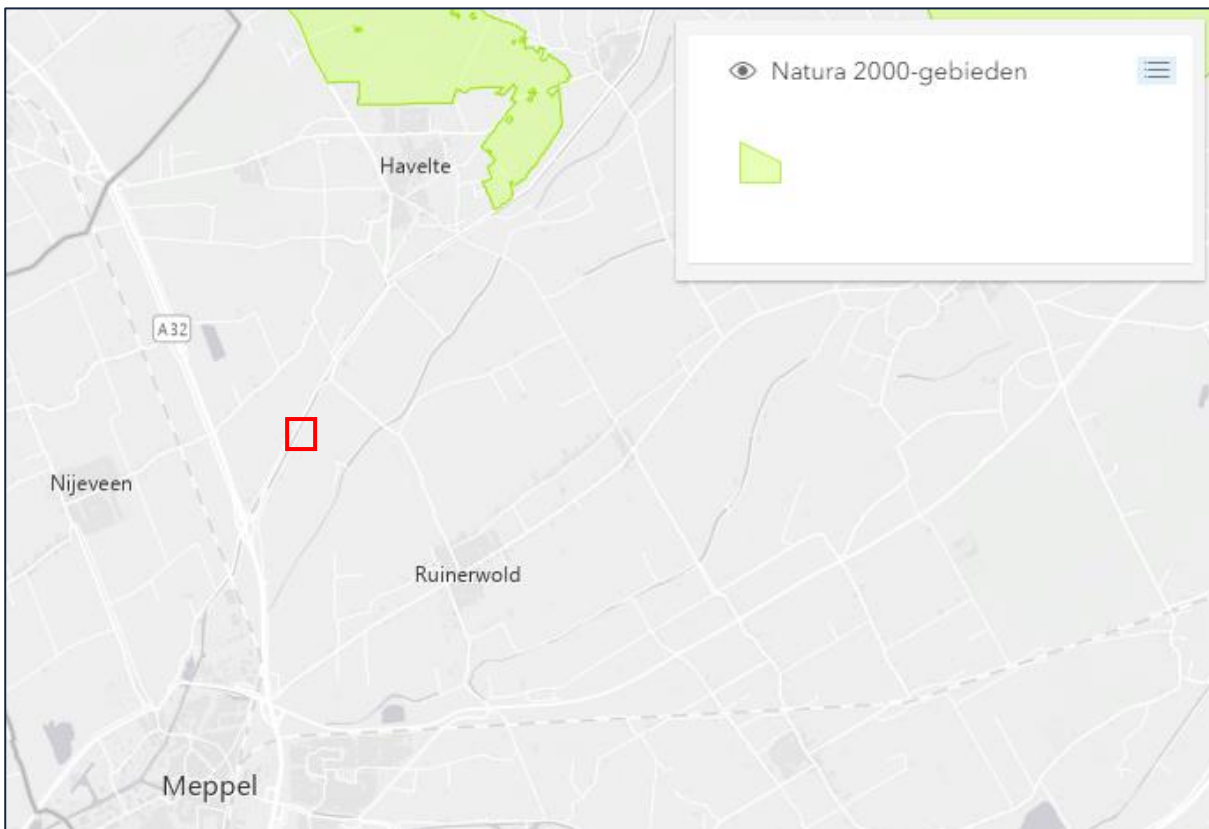 Natura 2000-gebieden
Havelte
A32
Nijeveen
Ruinerwold
Meppel